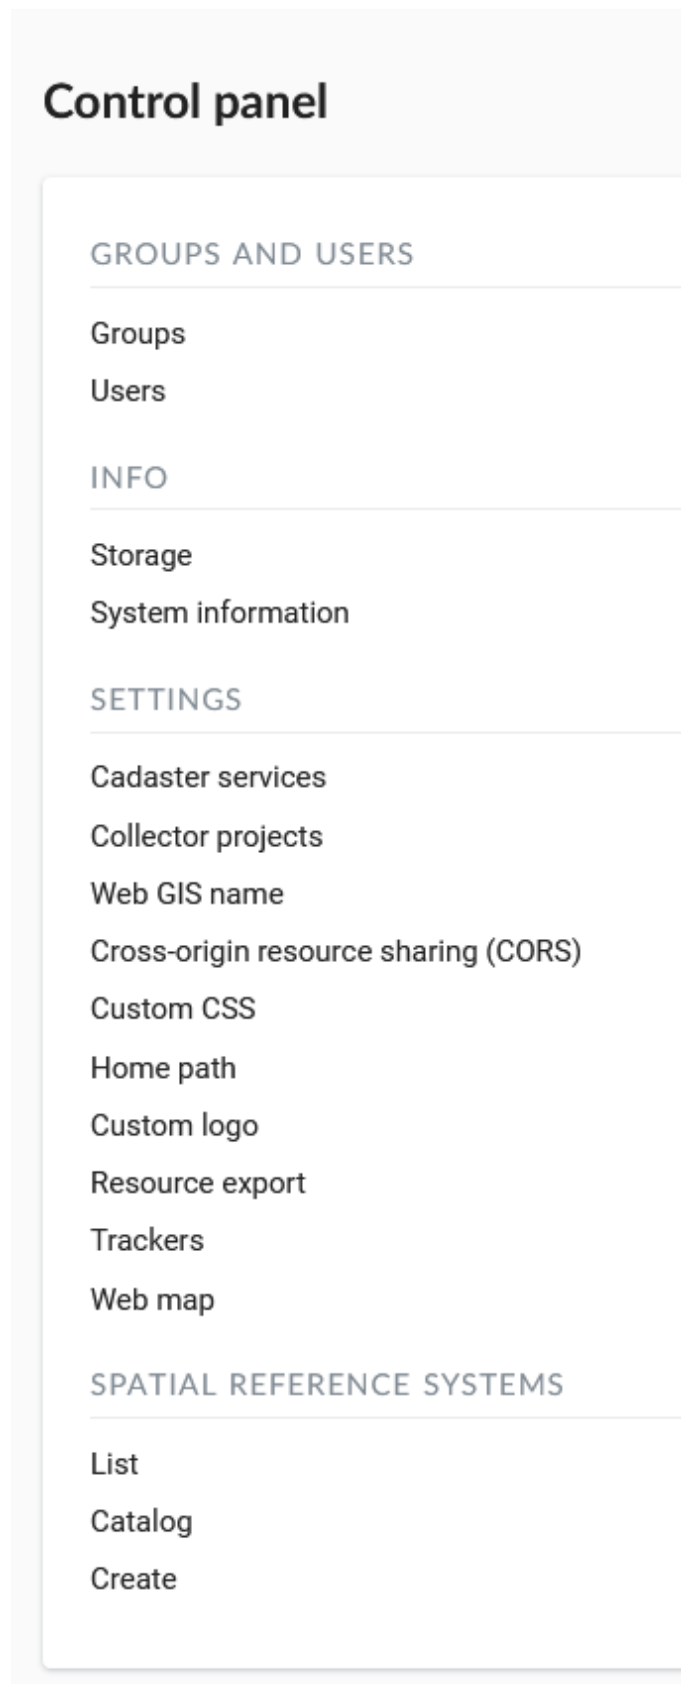 Control panel
GROUPS AND USERS
Groups
Users
INFO
Storage
System information
SETTINGS
Cadaster services
Collector projects
Web GIS name
Cross-origin resource sharing (CORS)
Custom CSS
Home path
Custom logo
Resource export
Trackers
Web map
SPATIAL REFERENCE SYSTEMS
List
Catalog
Create